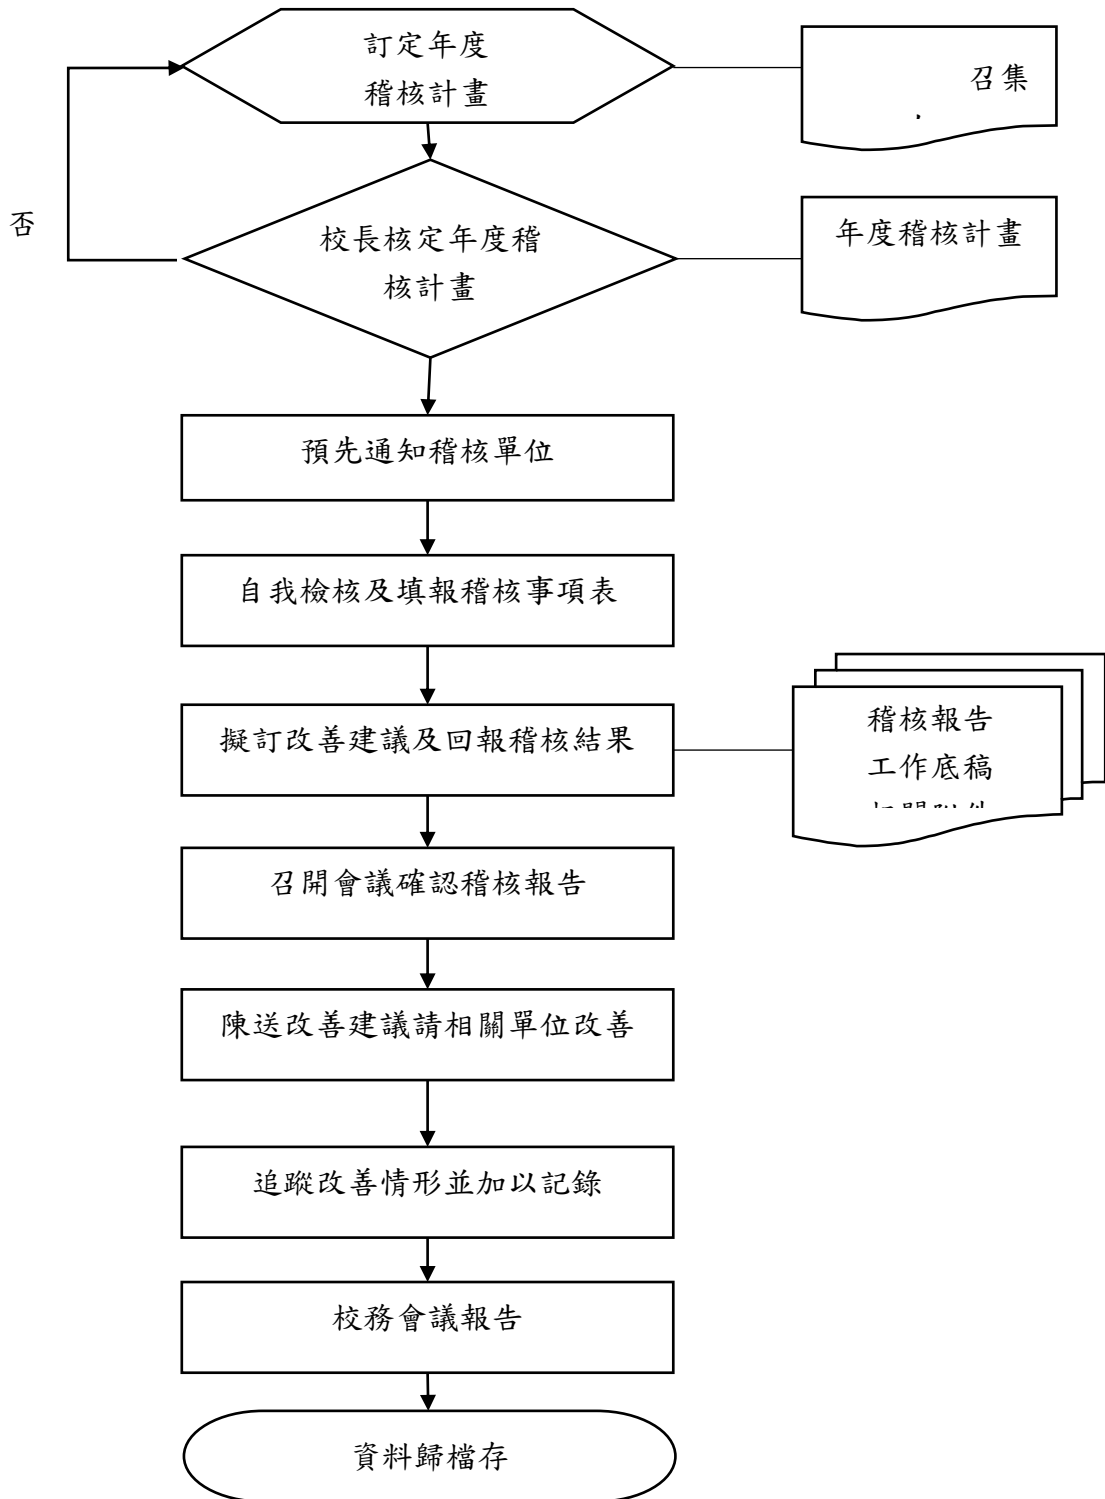 訂定年度
稽核計畫
召集
否
校長核定年度稽
核計畫
年度稽核計畫
預先通知稽核單位
自我檢核及填報稽核事項表
擬訂改善建議及回報稽核結果
稽核報告
工作底稿
召開會議確認稽核報告
陳送改善建議請相關單位改善
追蹤改善情形並加以記錄
校務會議報告
資料歸檔存